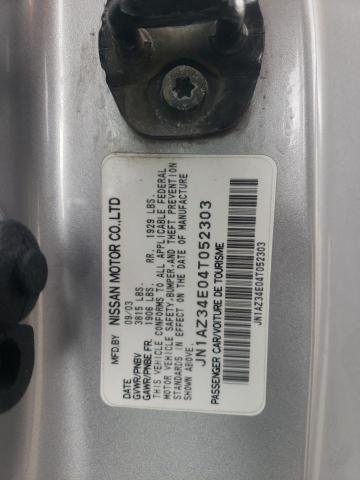 MFD.BY NISSAN MOTOR CO.,LTD
DATE 09/03
GVWR/PNBV 3815 LBS.
GAWR/PNBE FR. 1906 LBS. RR. 1929 LBS.
THIS VEHICLE CONFORMS TO ALL APPLICABLE FEDERAL
MOTOR VEHICLE SAFETY,BUMPER,AND THEFT PREVENTION
STANDARDS IN EFFECT ON THE DATE OF MANUFACTURE
SHOWN ABOVE.
JN1AZ34E04T052303
PASSENGER CAR/VOITURE DE TOURISME
JN1AZ34E04T052303